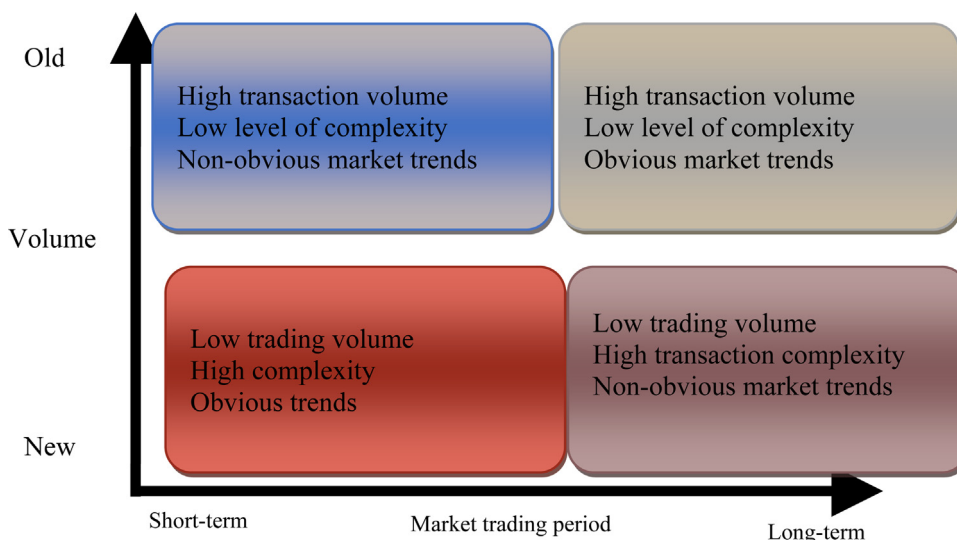 Old
High transaction volume
Low level of complexity
Non-obvious market trends
High transaction volume
Low level of complexity
Obvious market trends
Volume
Low trading volume
High complexity
Obvious trends
Low trading volume
High transaction complexity
Non-obvious market trends
New
Short-term
Market trading period
Long-term